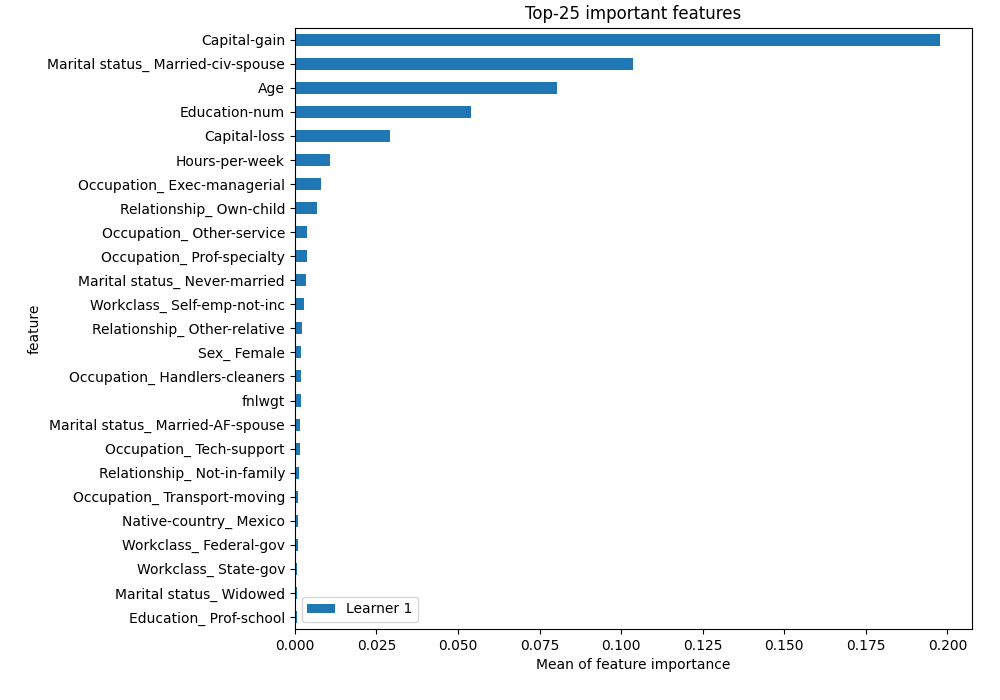 Top-25 important features
Capital-gain
Marital status_ Married-civ-spouse
Age
Education-num
Capital-loss
Hours-per-week
Occupation_ Exec-managerial
Relationship_ Own-child
Occupation_ Other-service
Occupation_ Prof-specialty
Marital status_ Never-married
Workclass_ Self-emp-not-inc
Relationship_ Other-relative
Sex_ Female
Occupation_ Handlers-cleaners
fnlwgt
Marital status_ Married-AF-spouse
Occupation_ Tech-support
Relationship_ Not-in-family
Occupation_ Transport-moving
Native-country_ Mexico
Workclass_ Federal-gov
Workclass_ State-gov
Marital status_ Widowed
Education_ Prof-school
feature
Learner 1
0.000 0.025 0.050 0.075 0.100 0.125 0.150 0.175 0.200
Mean of feature importance